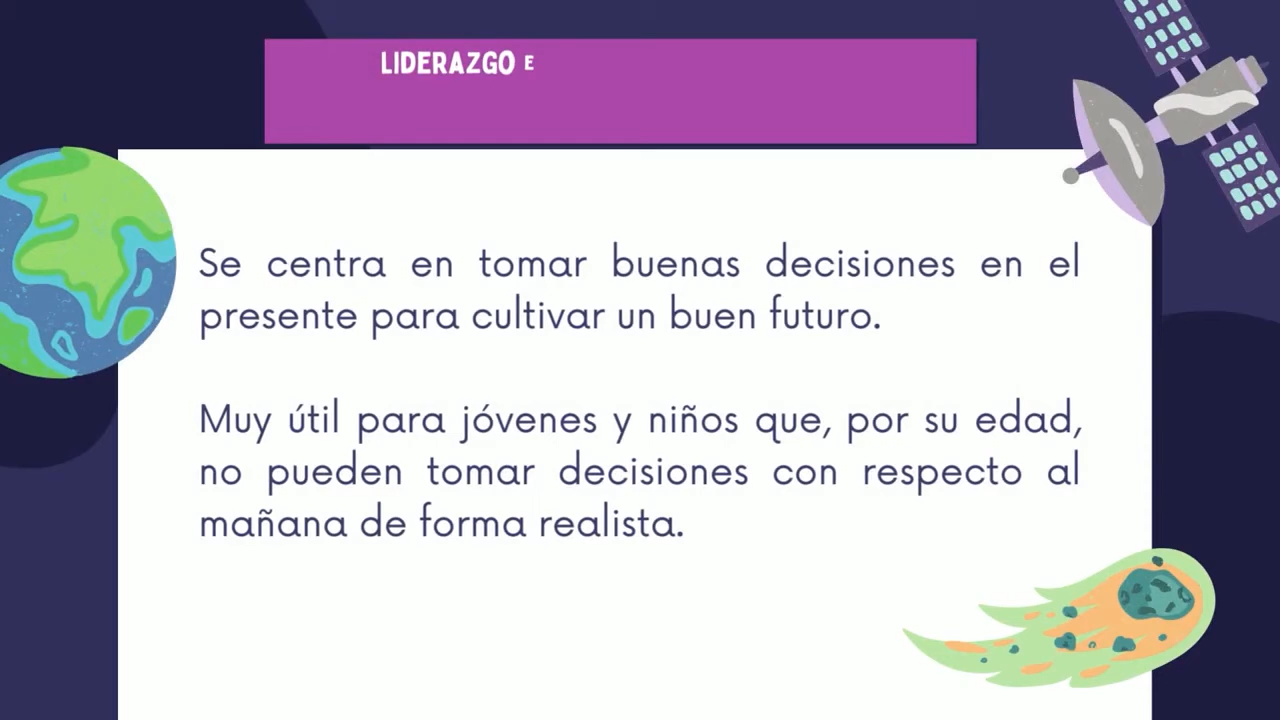 LIDERAZGO E
Se centra en tomar buenas decisiones en el
presente para cultivar un buen futuro.
Muy útil para jóvenes y niños que, por su edad,
no pueden tomar decisiones con respecto al
mañana de forma realista.